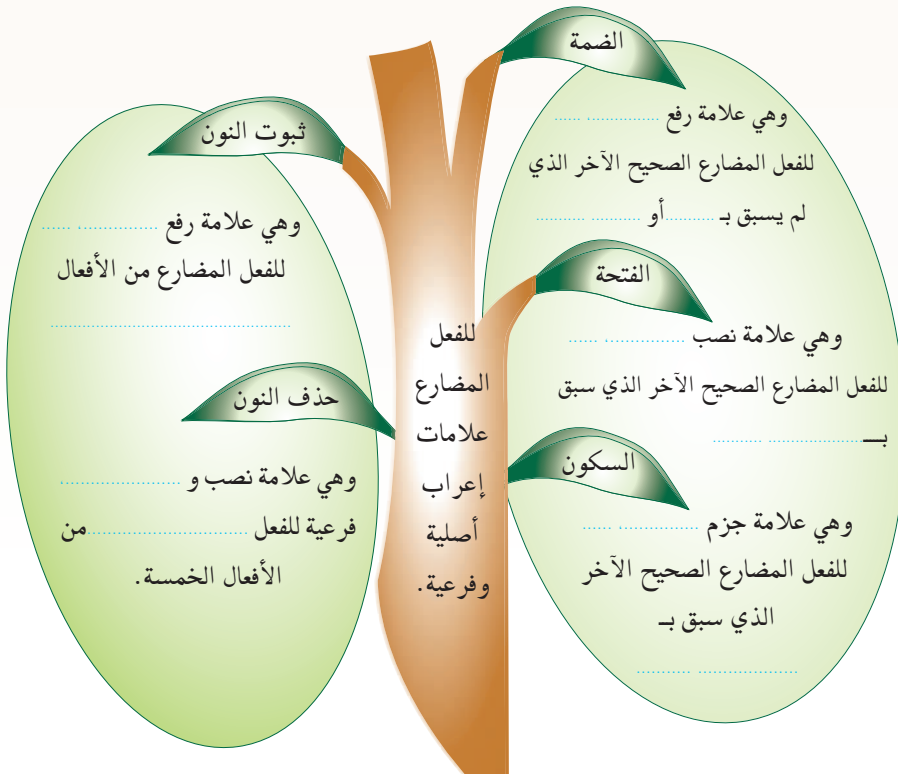 الضمة
وهي علامة رفع ................ .....
للفعل المضارع الصحيح الآخر الذي
لم يسبق بـ ..........أو ........... ..........
الفتحة
وهي علامة نصب ................ .....
للفعل المضارع الصحيح الآخر الذي سبق
بــ.................... ..........
السكون
وهي علامة جزم ................ .....
للفعل المضارع الصحيح الآخر
الذي سبق بـ
.................... ..........
للفعل
المضارع
علامات
إعراب
أصلية
وفرعية.
ثبوت النون
وهي علامة رفع ................ .....
للفعل المضارع من الأفعال
................................................
حذف النون
وهي علامة نصب و ........................
فرعية للفعل ................................من
الأفعال الخمسة.